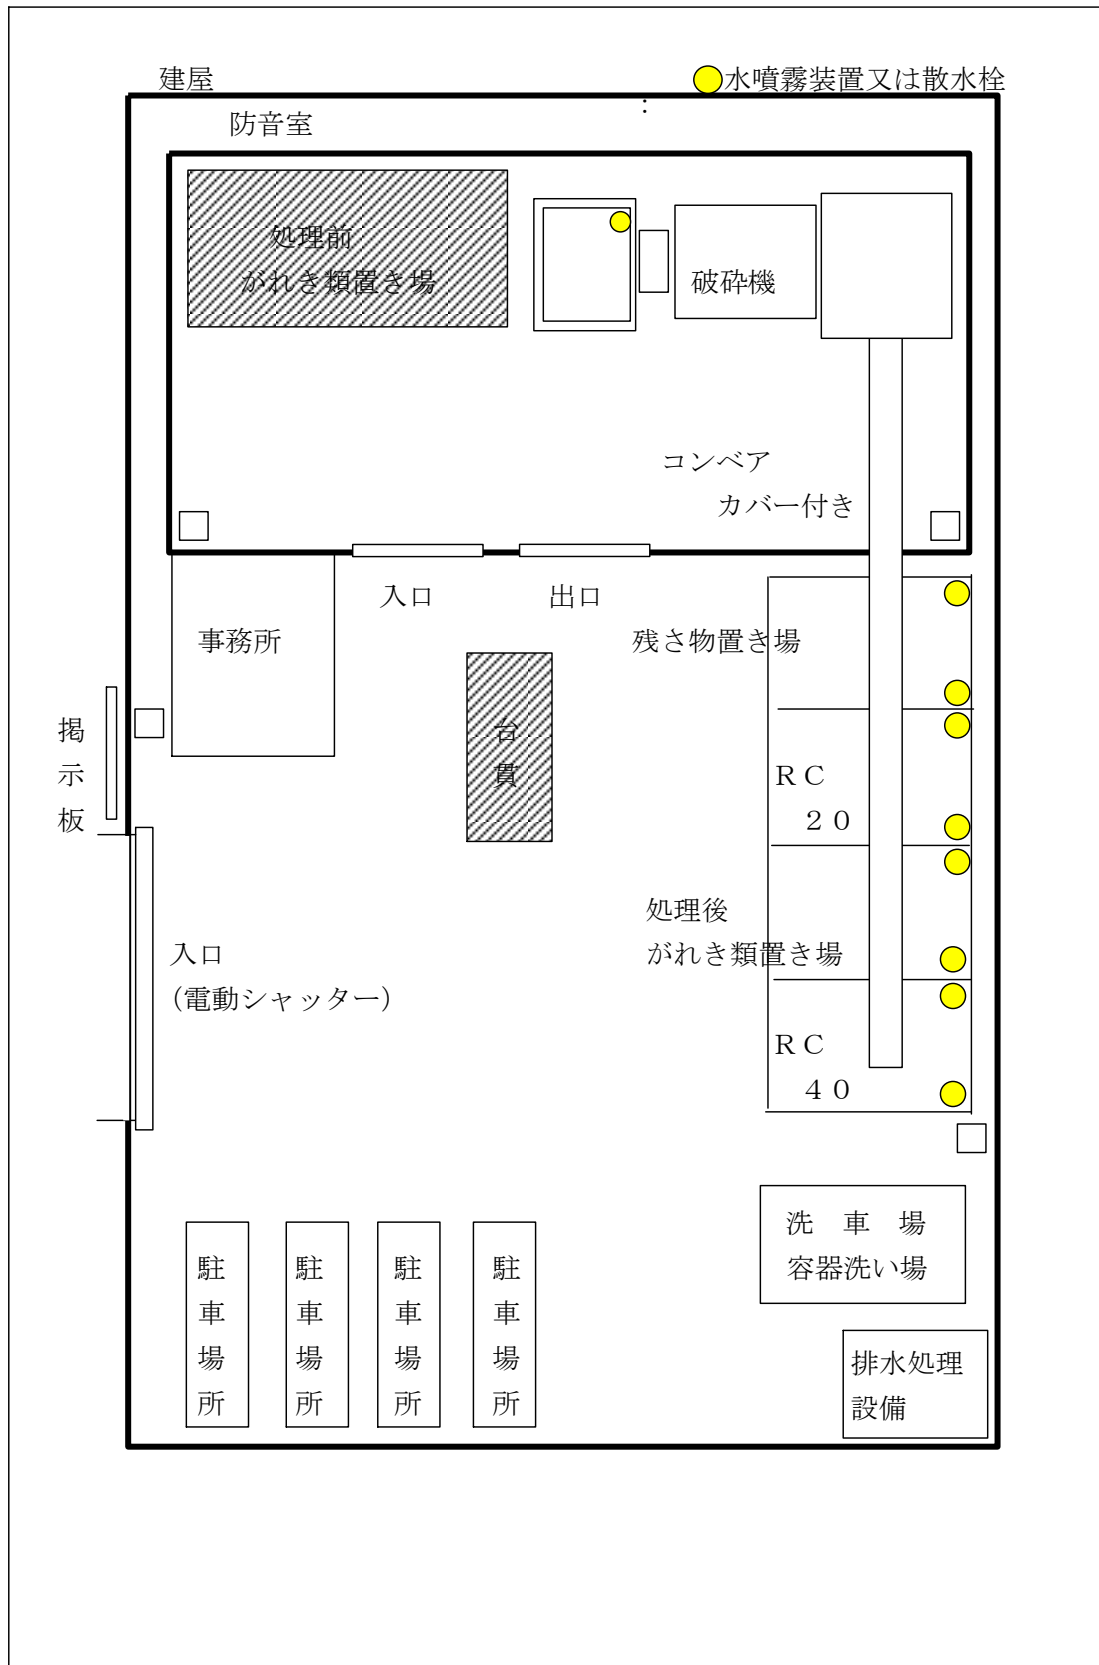 建屋
水噴霧装置又は散水栓
:
防音室
処理前
がれき類置き場
破砕機
コンベア
カバー付き
入口
出口
事務所
残さ物置き場
掲示板
台貫
ＲＣ
２０
処理後
がれき類置き場
入口
（電動シャッター）
ＲＣ
４０
洗　車　場
容器洗い場
駐車場所
駐車場所
駐車場所
駐車場所
排水処理
設備